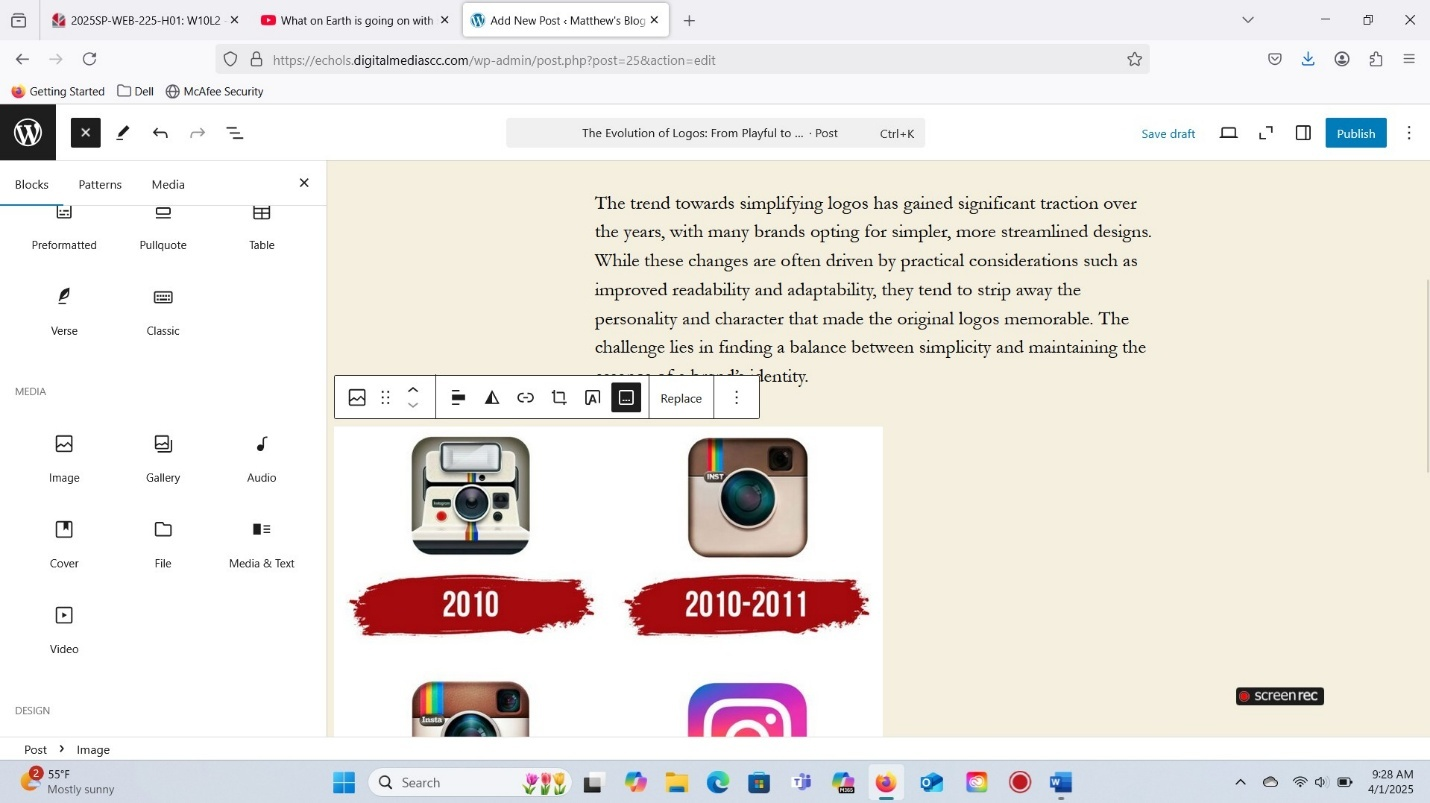 2025SP-WEB-225-H01: W10L2
What on Earth is going on with
Add New Post ‹ Matthew's Blog
https://echols.digitalmediascc.com/wp-admin/post.php?post=25&action=edit
Getting Started
Dell
McAfee Security
The Evolution of Logos: From Playful to ... · Post
Ctrl+K
Save draft
Publish
Blocks
Patterns
Media
Preformatted
Pullquote
Table
Verse
Classic
MEDIA
Image
Gallery
Audio
Cover
File
Media & Text
Video
DESIGN
The trend towards simplifying logos has gained significant traction over
the years, with many brands opting for simpler, more streamlined designs.
While these changes are often driven by practical considerations such as
improved readability and adaptability, they tend to strip away the
personality and character that made the original logos memorable. The
challenge lies in finding a balance between simplicity and maintaining the
essence of a brand's identity.
Replace
INST
2010
2010-2011
Insta
screenrec
Post
Image
2
55°F
Mostly sunny
Search
M365
9:28 AM
4/1/2025